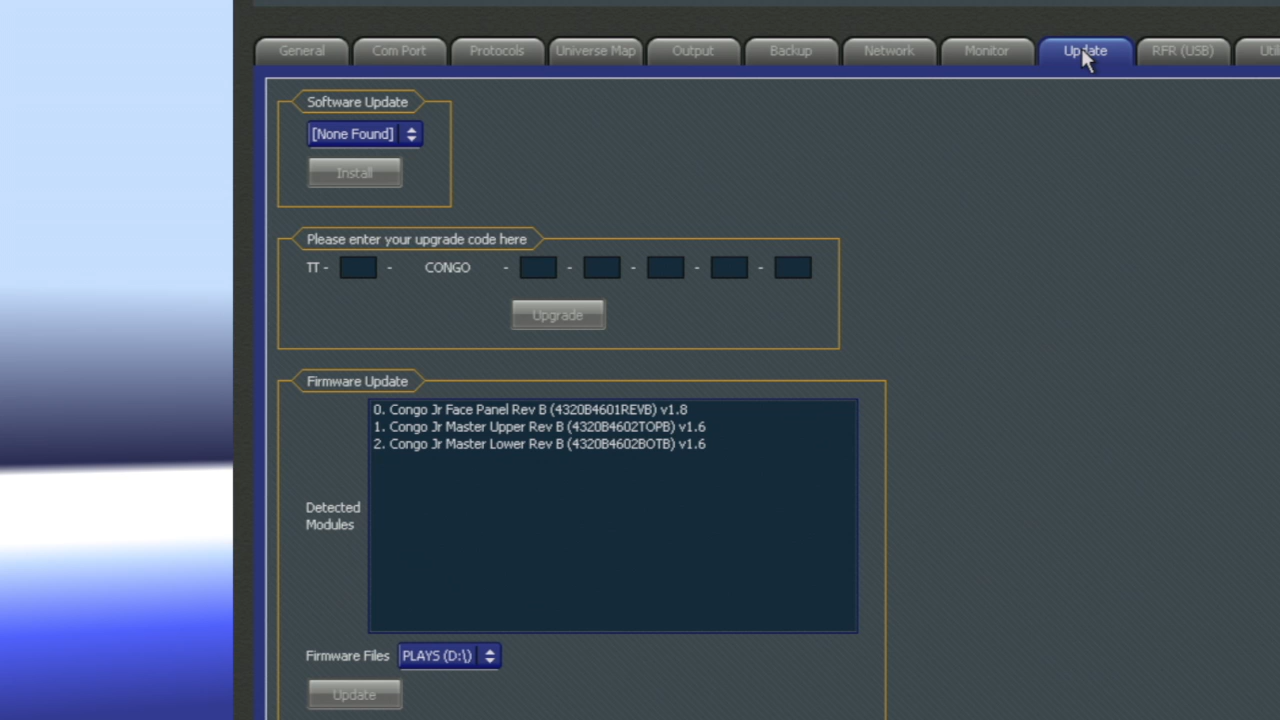 General Com Port Protocols Universe Map Output Backup Network Monitor Update RFR (USB)
Software Update
[None Found]
Install
Please enter your upgrade code here
TT - - CONGO - - - - -
Upgrade
Firmware Update
0. Congo Jr Face Panel Rev B (4320B4601REVB) v1.8
1. Congo Jr Master Upper Rev B (4320B4602TOPB) v1.6
2. Congo Jr Master Lower Rev B (4320B4602BOTB) v1.6
Detected
Modules
Firmware Files PLAYS (D:\)
Update